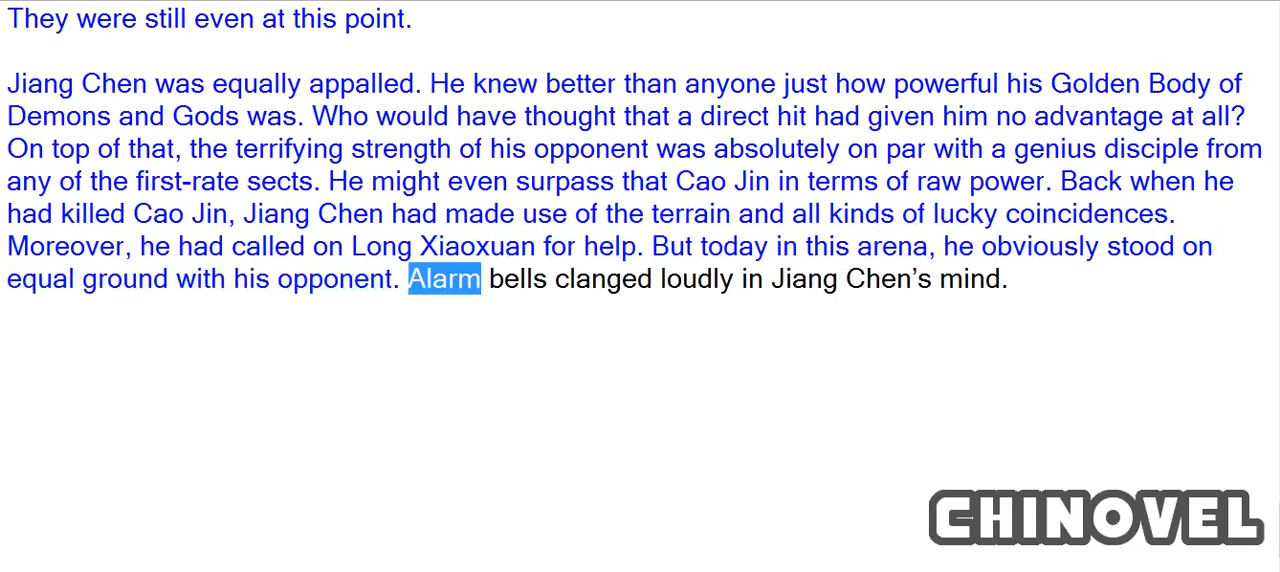 They were still even at this point.
Jiang Chen was equally appalled. He knew better than anyone just how powerful his Golden Body of
Demons and Gods was. Who would have thought that a direct hit had given him no advantage at all?
On top of that, the terrifying strength of his opponent was absolutely on par with a genius disciple from
any of the first-rate sects. He might even surpass that Cao Jin in terms of raw power. Back when he
had killed Cao Jin, Jiang Chen had made use of the terrain and all kinds of lucky coincidences.
Moreover, he had called on Long Xiaoxuan for help. But today in this arena, he obviously stood on
equal ground with his opponent. Alarm bells clanged loudly in Jiang Chen’s mind.
CHINOVEL